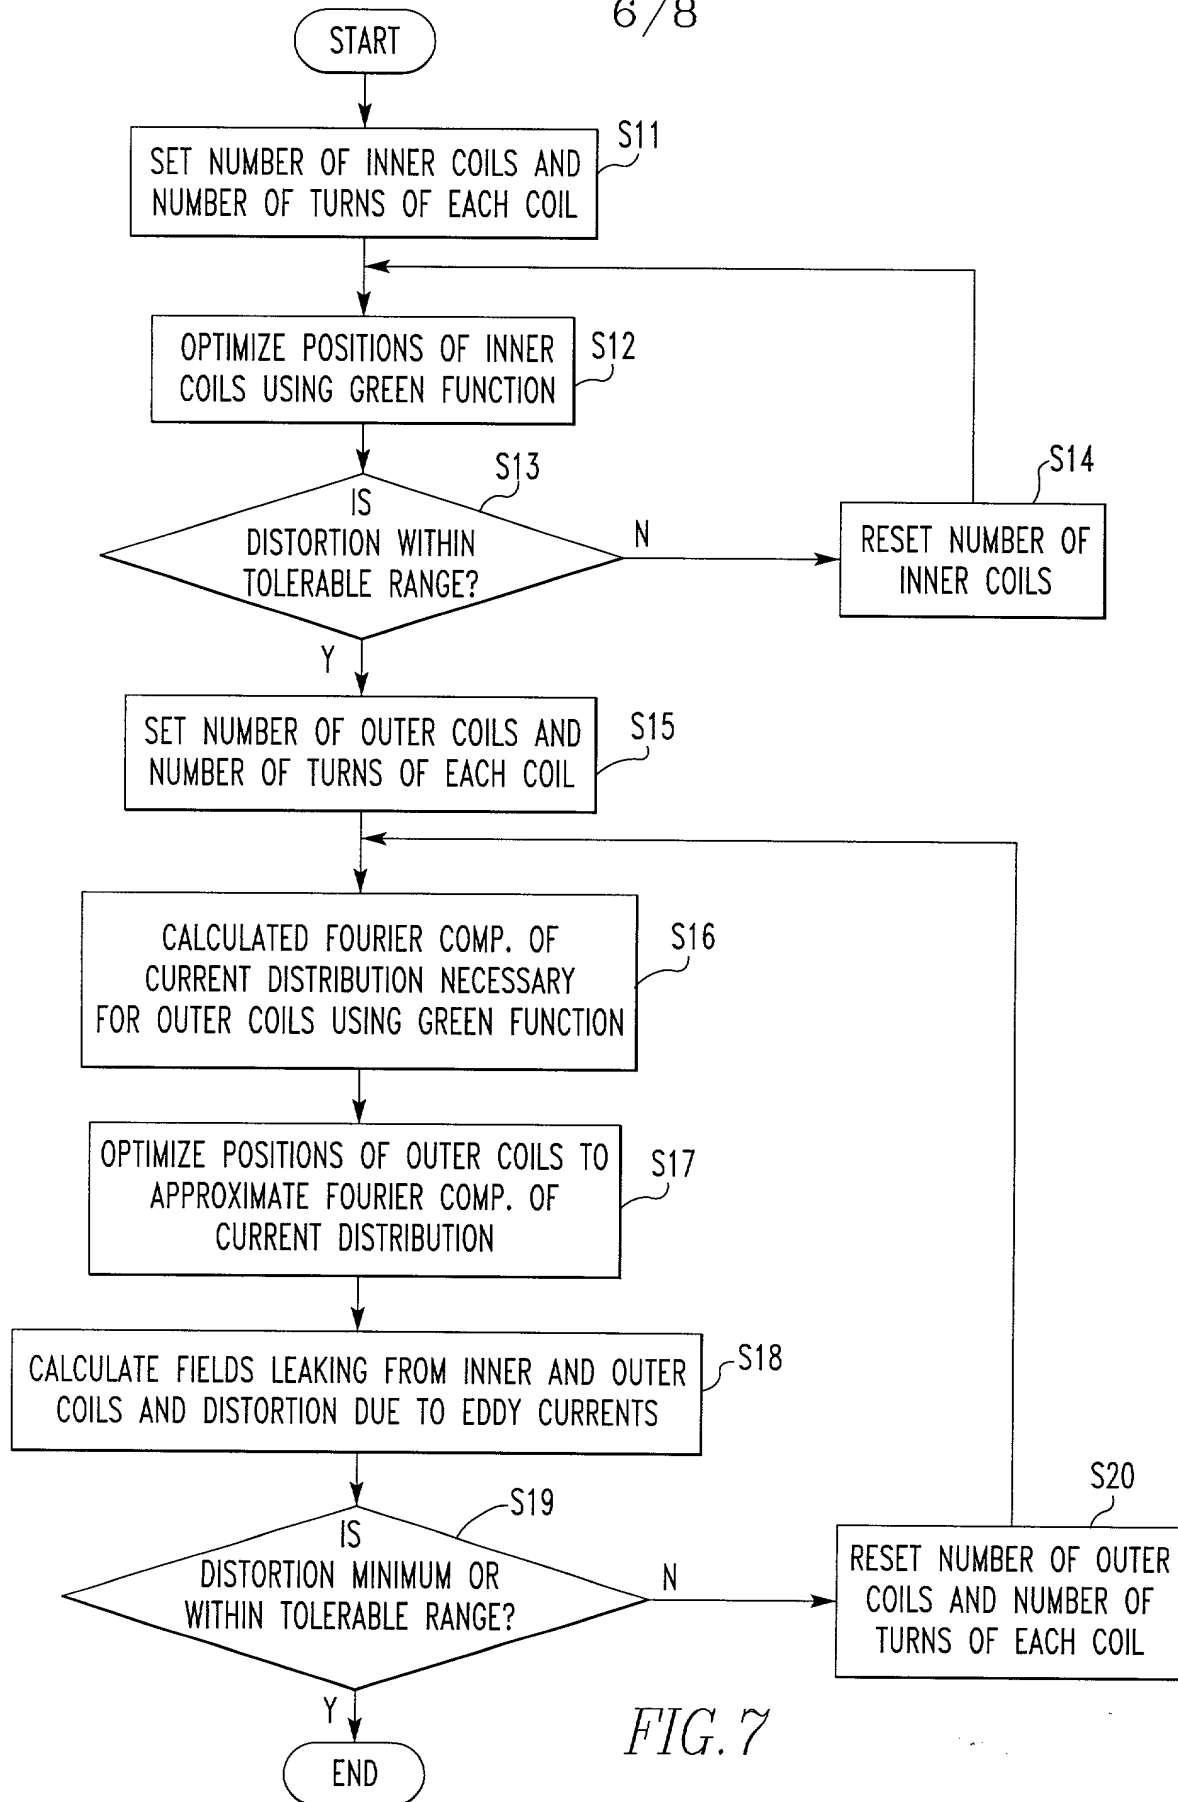 6/8
START
S11
SET NUMBER OF INNER COILS AND
NUMBER OF TURNS OF EACH COIL
OPTIMIZE POSITIONS OF INNER
COILS USING GREEN FUNCTION
S12
S13
IS
DISTORTION WITHIN
TOLERABLE RANGE?
N
S14
RESET NUMBER OF
INNER COILS
Y
SET NUMBER OF OUTER COILS AND
NUMBER OF TURNS OF EACH COIL
S15
CALCULATED FOURIER COMP. OF
CURRENT DISTRIBUTION NECESSARY
FOR OUTER COILS USING GREEN FUNCTION
S16
OPTIMIZE POSITIONS OF OUTER COILS TO
APPROXIMATE FOURIER COMP. OF
CURRENT DISTRIBUTION
S17
CALCULATE FIELDS LEAKING FROM INNER AND OUTER
COILS AND DISTORTION DUE TO EDDY CURRENTS
S18
S19
IS
DISTORTION MINIMUM OR
WITHIN TOLERABLE RANGE?
N
S20
RESET NUMBER OF OUTER
COILS AND NUMBER OF
TURNS OF EACH COIL
Y
END
FIG. 7